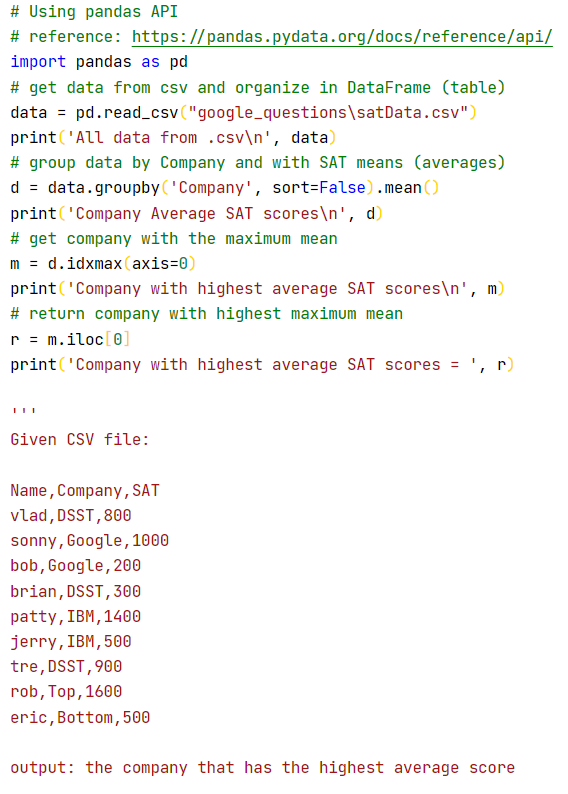 # Using pandas API
# reference: https://pandas.pydata.org/docs/reference/api/
import pandas as pd
# get data from csv and organize in DataFrame (table)
data = pd.read_csv("google_questions\satData.csv")
print('All data from .csv\n', data)
# group data by Company and with SAT means (averages)
d = data.groupby('Company', sort=False).mean()
print('Company Average SAT scores\n', d)
# get company with the maximum mean
m = d.idxmax(axis=0)
print('Company with highest average SAT scores\n', m)
# return company with highest maximum mean
r = m.iloc[0]
print('Company with highest average SAT scores = ', r)
'''
Given CSV file:
Name,Company,SAT
vlad,DSST,800
sonny,Google,1000
bob,Google,200
brian,DSST,300
patty,IBM,1400
jerry,IBM,500
tre,DSST,900
rob,Top,1600
eric,Bottom,500
output: the company that has the highest average score